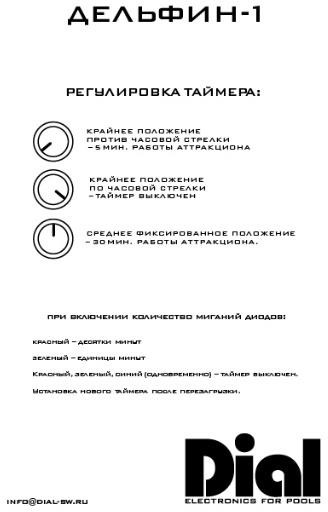 ДЕЛЬФИН-1
РЕГУЛИРОВКА ТАЙМЕРА:
КРАЙНЕЕ ПОЛОЖЕНИЕ
ПРОТИВ ЧАСОВОЙ СТРЕЛКИ
– 5 МИН. РАБОТЫ АТТРАКЦИОНА
КРАЙНЕЕ ПОЛОЖЕНИЕ
ПО ЧАСОВОЙ СТРЕЛКИ
– ТАЙМЕР ВЫКЛЮЧЕН
СРЕДНЕЕ ФИКСИРОВАННОЕ ПОЛОЖЕНИЕ
– 30 МИН. РАБОТЫ АТТРАКЦИОНА.
ПРИ ВКЛЮЧЕНИИ КОЛИЧЕСТВО МИГАНИЙ ДИОДОВ:
КРАСНЫЙ – ДЕСЯТКИ МИНУТ
ЗЕЛЕНЫЙ – ЕДИНИЦЫ МИНУТ
КРАСНЫЙ, ЗЕЛЕНЫЙ, СИНИЙ (ОДНОВРЕМЕННО) – ТАЙМЕР ВЫКЛЮЧЕН.
УСТАНОВКА НОВОГО ТАЙМЕРА ПОСЛЕ ПЕРЕЗАГРУЗКИ.
Dial
ELECTRONICS FOR POOLS
INFO@DIAL-SW.RU